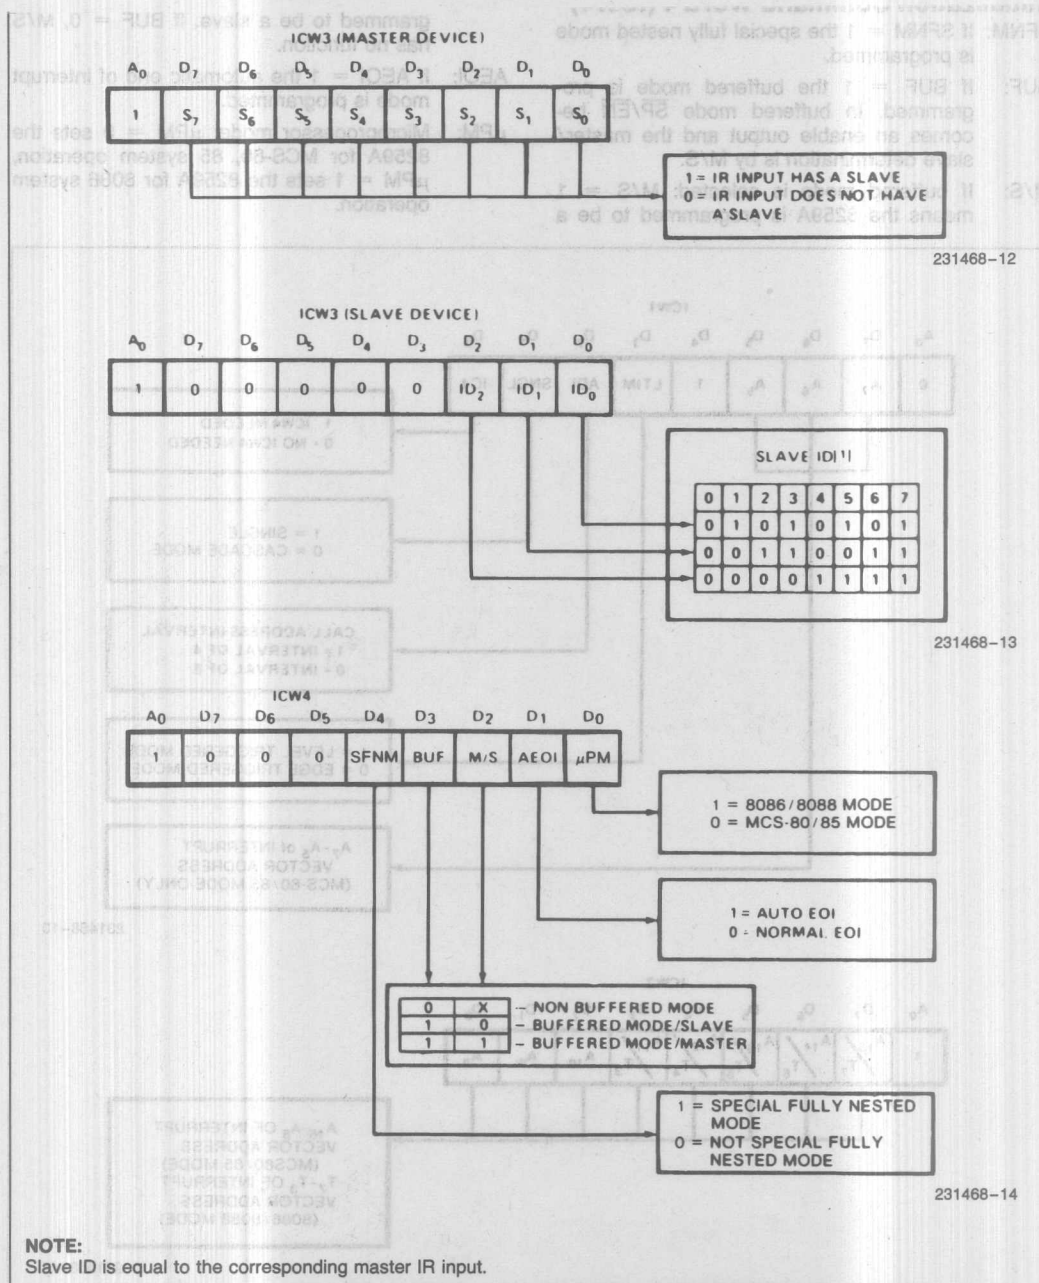 ICW3 (MASTER DEVICE)
A0 D7 D6 D5 D4 D3 D2 D1 D0
1 S7 S6 S5 S4 S3 S2 S1 S0
1 = IR INPUT HAS A SLAVE
0 = IR INPUT DOES NOT HAVE
A SLAVE
231468-12
ICW3 (SLAVE DEVICE)
A0 D7 D6 D5 D4 D3 D2 D1 D0
1 0 0 0 0 0 ID2 ID1 ID0
SLAVE ID(1)
0 1 2 3 4 5 6 7
0 1 0 1 0 1 0 1
0 0 1 1 0 0 1 1
0 0 0 0 1 1 1 1
231468-13
ICW4
A0 D7 D6 D5 D4 D3 D2 D1 D0
1 0 0 0 SFNM BUF M/S AEOI μPM
1 = 8086/8088 MODE
0 = MCS-80/85 MODE
1 = AUTO EOI
0 - NORMAL EOI
0 X – NON BUFFERED MODE
1 0 – BUFFERED MODE/SLAVE
1 1 – BUFFERED MODE/MASTER
1 = SPECIAL FULLY NESTED
MODE
0 = NOT SPECIAL FULLY
NESTED MODE
231468-14
NOTE:
Slave ID is equal to the corresponding master IR input.